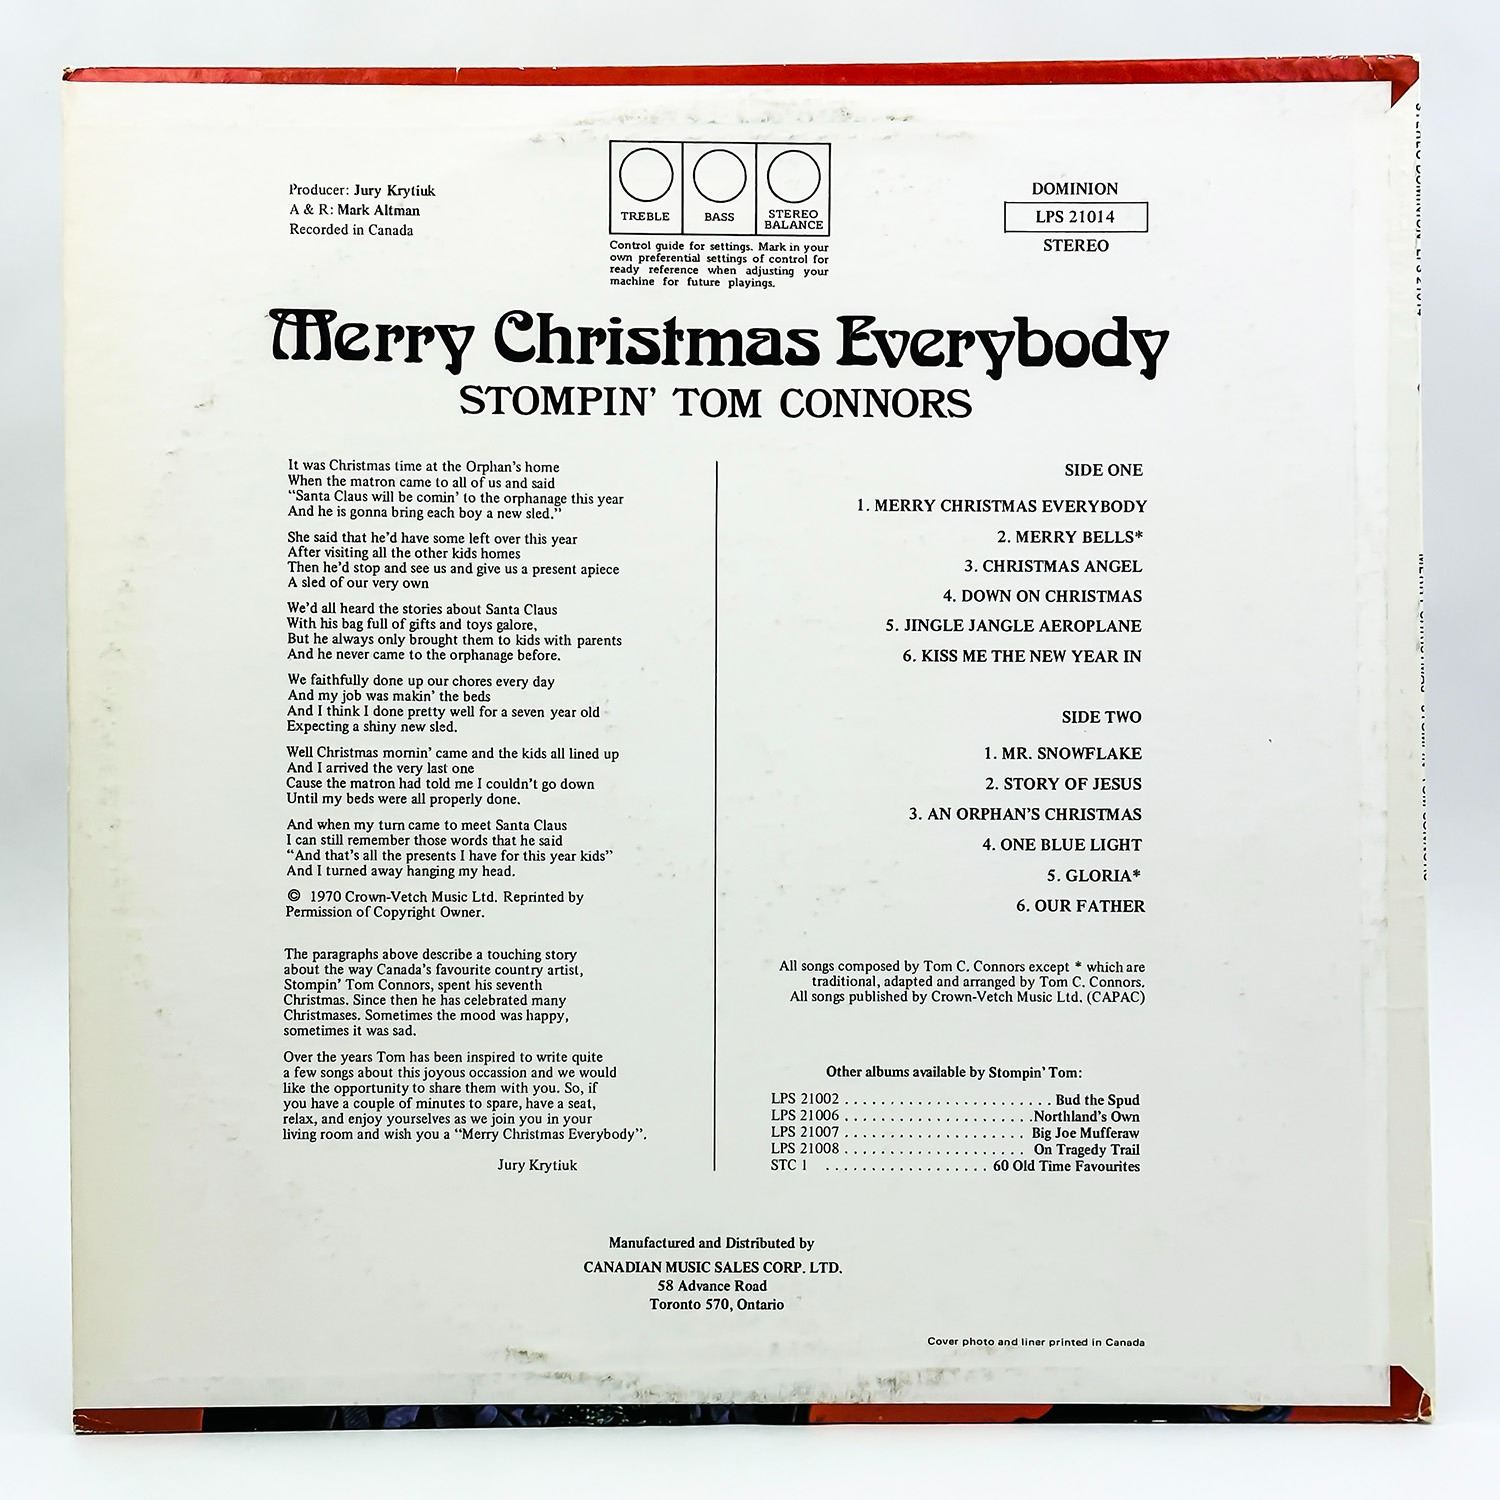 Producer: Jury Krytiuk
A & R: Mark Altman
Recorded in Canada
TREBLE
BASS
STEREO
BALANCE
Control guide for settings. Mark in your
own preferential settings of control for
ready reference when adjusting your
machine for future playings.
DOMINION
LPS 21014
STEREO
Merry Christmas Everybody
STOMPIN' TOM CONNORS
It was Christmas time at the Orphan's home
When the matron came to all of us and said
"Santa Claus will be comin' to the orphanage this year
And he is gonna bring each boy a new sled."
She said that he'd have some left over this year
After visiting all the other kids homes
Then he'd stop and see us and give us a present apiece
A sled of our very own
We'd all heard the stories about Santa Claus
With his bag full of gifts and toys galore,
But he always only brought them to kids with parents
And he never came to the orphanage before.
We faithfully done up our chores every day
And my job was makin' the beds
And I think I done pretty well for a seven year old
Expecting a shiny new sled.
Well Christmas mornin' came and the kids all lined up
And I arrived the very last one
Cause the matron had told me I couldn't go down
Until my beds were all properly done.
And when my turn came to meet Santa Claus
I can still remember those words that he said
"And that's all the presents I have for this year kids"
And I turned away hanging my head.
© 1970 Crown-Vetch Music Ltd. Reprinted by
Permission of Copyright Owner.
The paragraphs above describe a touching story
about the way Canada's favourite country artist,
Stompin' Tom Connors, spent his seventh
Christmas. Since then he has celebrated many
Christmases. Sometimes the mood was happy,
sometimes it was sad.
Over the years Tom has been inspired to write quite
a few songs about this joyous occassion and we would
like the opportunity to share them with you. So, if
you have a couple of minutes to spare, have a seat,
relax, and enjoy yourselves as we join you in your
living room and wish you a "Merry Christmas Everybody".
Jury Krytiuk
SIDE ONE
1. MERRY CHRISTMAS EVERYBODY
2. MERRY BELLS*
3. CHRISTMAS ANGEL
4. DOWN ON CHRISTMAS
5. JINGLE JANGLE AEROPLANE
6. KISS ME THE NEW YEAR IN
SIDE TWO
1. MR. SNOWFLAKE
2. STORY OF JESUS
3. AN ORPHAN'S CHRISTMAS
4. ONE BLUE LIGHT
5. GLORIA*
6. OUR FATHER
All songs composed by Tom C. Connors except * which are
traditional, adapted and arranged by Tom C. Connors.
All songs published by Crown-Vetch Music Ltd. (CAPAC)
Other albums available by Stompin' Tom:
LPS 21002 . . . . . . . . . . . . . . . . . . . . . . . Bud the Spud
LPS 21006 . . . . . . . . . . . . . . . . . . . . . Northland's Own
LPS 21007 . . . . . . . . . . . . . . . . . . . . Big Joe Mufferaw
LPS 21008 . . . . . . . . . . . . . . . . . . . . On Tragedy Trail
STC 1 . . . . . . . . . . . . . . . . . . 60 Old Time Favourites
Manufactured and Distributed by
CANADIAN MUSIC SALES CORP. LTD.
58 Advance Road
Toronto 570, Ontario
Cover photo and liner printed in Canada